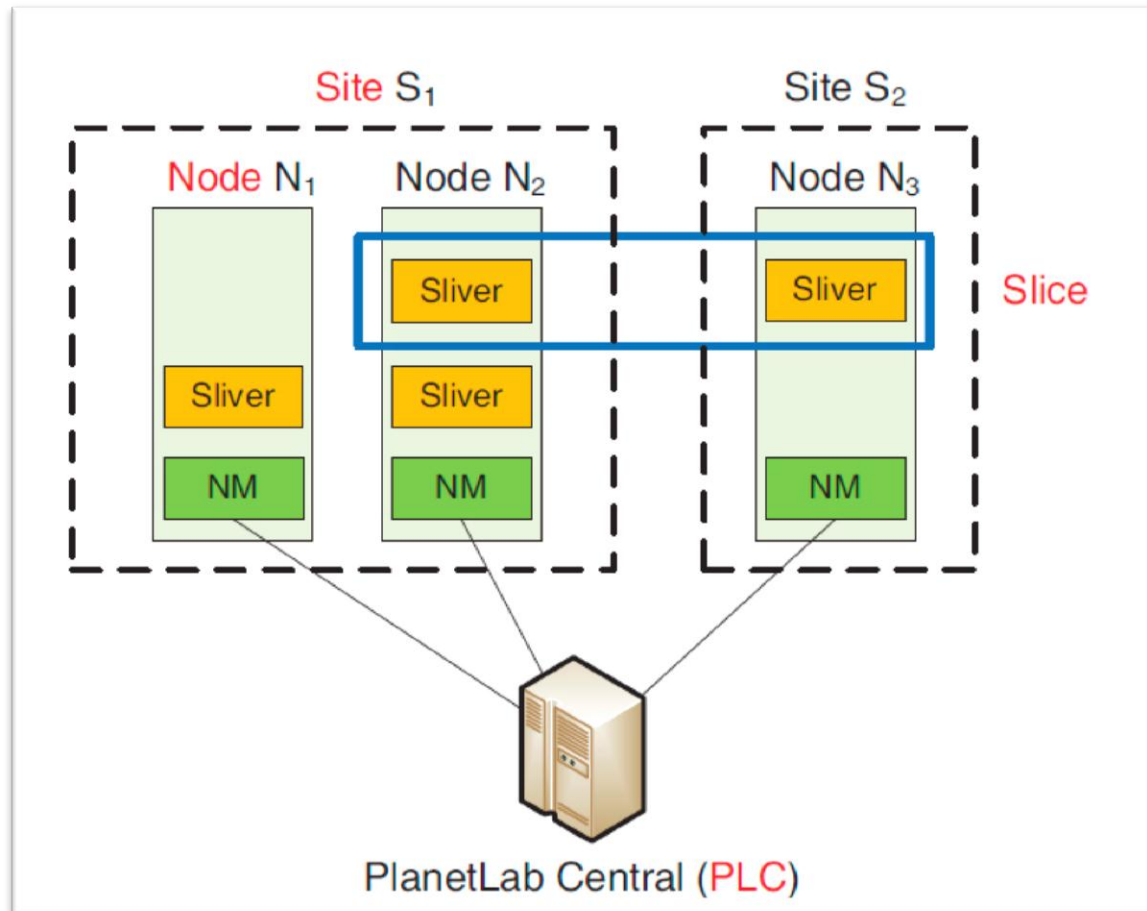 Site S₁ Site S₂
Node N₁ Node N₂ Node N₃
Sliver Sliver Slice
Sliver Sliver
NM NM NM
PlanetLab Central (PLC)